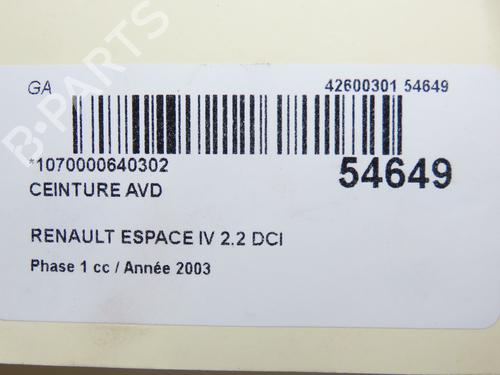 GA
42600301 54649
*1070000640302
54649
CEINTURE AVD
RENAULT ESPACE IV 2.2 DCI
Phase 1 cc / Année 2003
B-PARTS